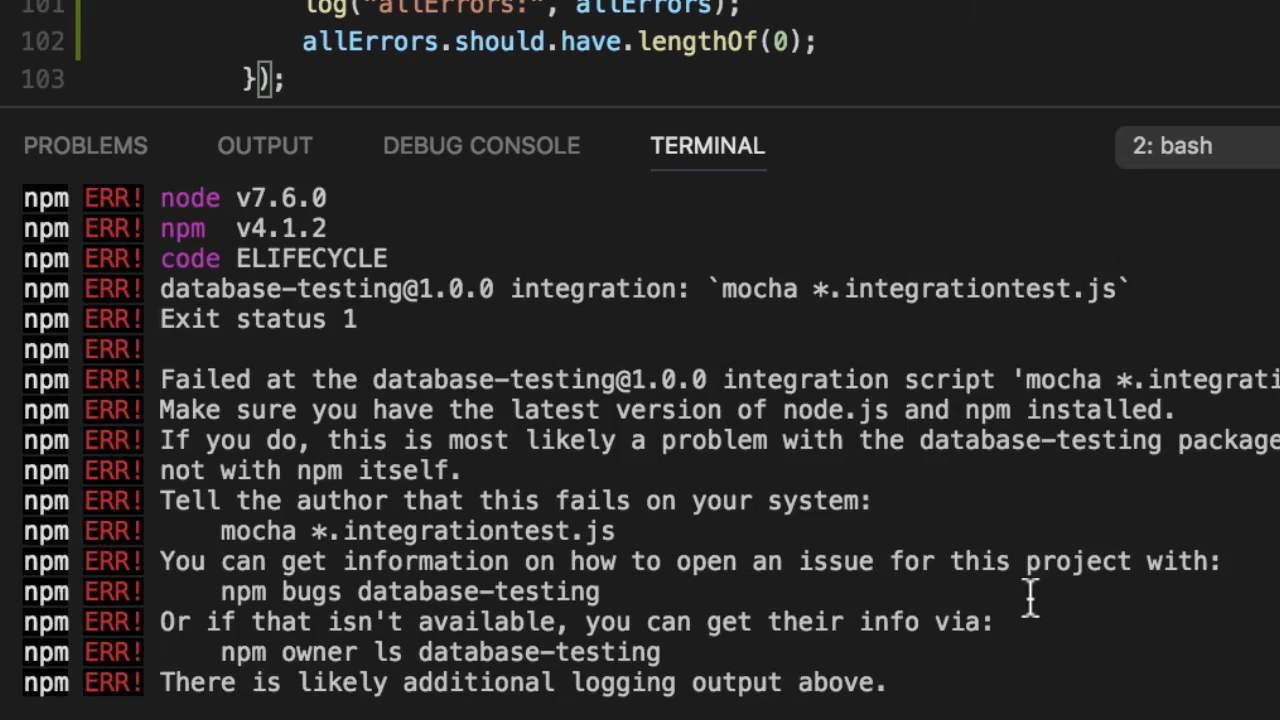 101 log("allErrors:", allErrors);
102 allErrors.should.have.lengthOf(0);
103 });
PROBLEMS OUTPUT DEBUG CONSOLE TERMINAL 2: bash
npm ERR! node v7.6.0
npm ERR! npm v4.1.2
npm ERR! code ELIFECYCLE
npm ERR! database-testing@1.0.0 integration: `mocha *.integrationtest.js`
npm ERR! Exit status 1
npm ERR!
npm ERR! Failed at the database-testing@1.0.0 integration script 'mocha *.integrati
npm ERR! Make sure you have the latest version of node.js and npm installed.
npm ERR! If you do, this is most likely a problem with the database-testing package
npm ERR! not with npm itself.
npm ERR! Tell the author that this fails on your system:
npm ERR! mocha *.integrationtest.js
npm ERR! You can get information on how to open an issue for this project with:
npm ERR! npm bugs database-testing
npm ERR! Or if that isn't available, you can get their info via:
npm ERR! npm owner ls database-testing
npm ERR! There is likely additional logging output above.